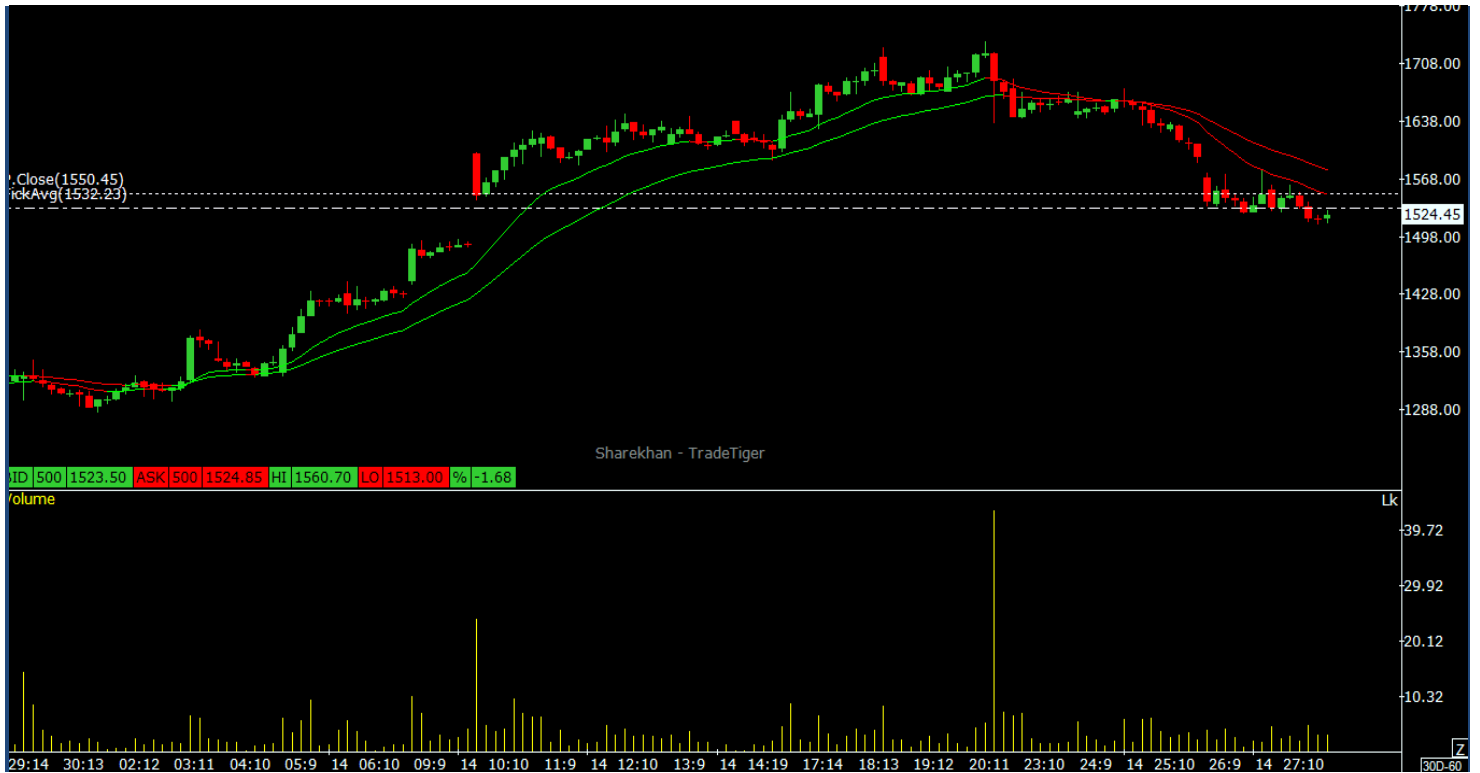 1778.00
1708.00
1638.00
.Close(1550.45)
ickAvg(1532.23)
1568.00
1524.45
1498.00
1428.00
1358.00
1288.00
Sharekhan - TradeTiger
BID 500 1523.50 ASK 500 1524.85 HI 1560.70 LO 1513.00 % -1.68
Volume
Lk
39.72
29.92
20.12
10.32
Z
29:14 30:13 02:12 03:11 04:10 05:9 14 06:10 09:9 14 10:10 11:9 14 12:10 13:9 14 14:19 17:14 18:13 19:12 20:11 23:10 24:9 14 25:10 26:9 14 27:10
30D-60